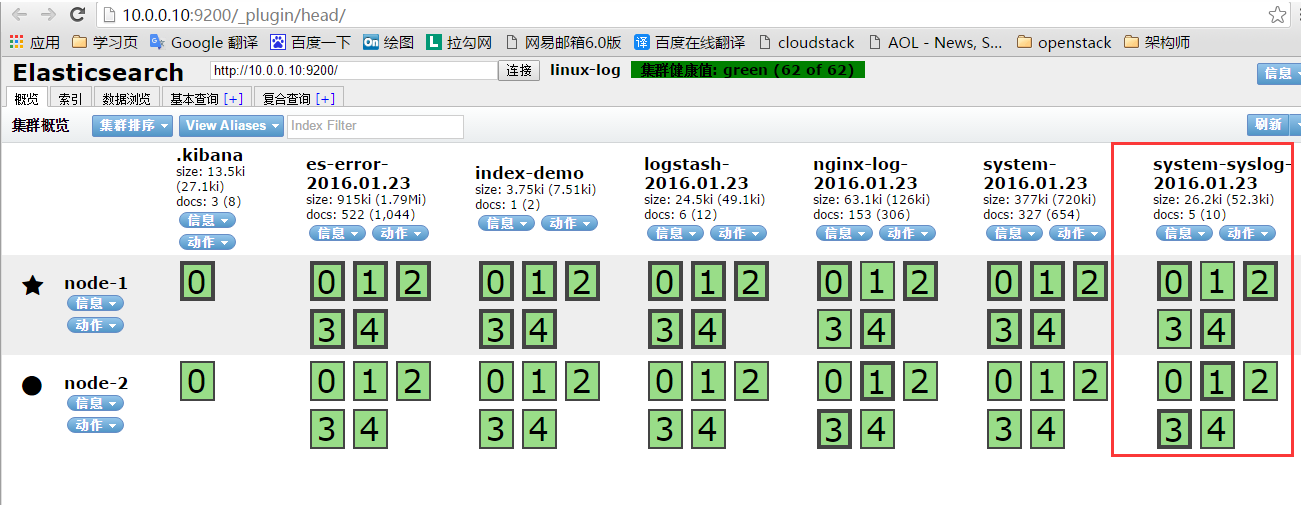 10.0.0.10:9200/_plugin/head/
应用 学习页 Google 翻译 百度一下 On 绘图 L 拉勾网 网易邮箱6.0版 译 百度在线翻译 cloudstack AOL - News, S... openstack 架构师
Elasticsearch http://10.0.0.10:9200/ 连接 linux-log 集群健康值: green (62 of 62) 信息
概览 索引 数据浏览 基本查询 [+] 复合查询 [+]
集群概览 集群排序 View Aliases Index Filter 刷新
.kibana
size: 13.5ki
(27.1ki)
docs: 3 (8)
信息
动作
es-error-
2016.01.23
size: 915ki (1.79Mi)
docs: 522 (1,044)
信息 动作
index-demo
size: 3.75ki (7.51ki)
docs: 1 (2)
信息 动作
logstash-
2016.01.23
size: 24.5ki (49.1ki)
docs: 6 (12)
信息 动作
nginx-log-
2016.01.23
size: 63.1ki (126ki)
docs: 153 (306)
信息 动作
system-
2016.01.23
size: 377ki (720ki)
docs: 327 (654)
信息 动作
system-syslog-
2016.01.23
size: 26.2ki (52.3ki)
docs: 5 (10)
信息 动作
node-1
信息
动作
0 0 1 2 0 1 2 0 1 2 0 1 2 0 1 2 0 1 2
3 4 3 4 3 4 3 4 3 4 3 4
node-2
信息
动作
0 0 1 2 0 1 2 0 1 2 0 1 2 0 1 2 0 1 2
3 4 3 4 3 4 3 4 3 4 3 4